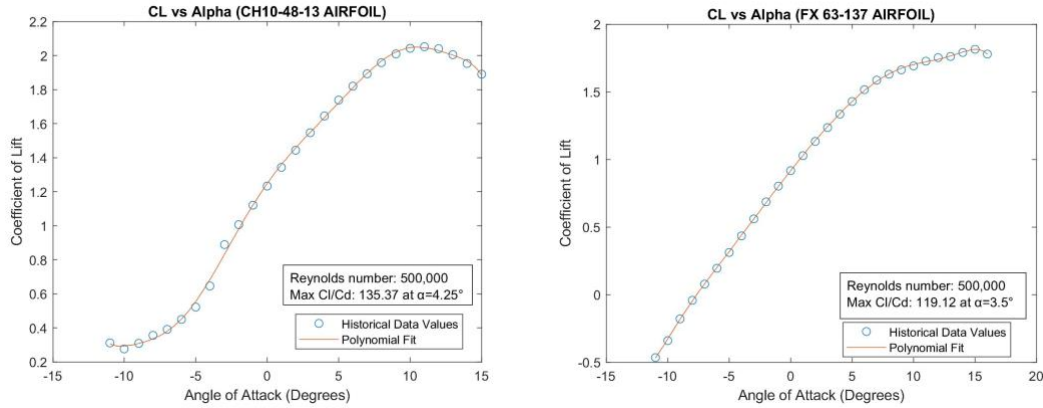 CL vs Alpha (CH10-48-13 AIRFOIL)
2.2
2
1.8
1.6
1.4
1.2
1
0.8
0.6
0.4
0.2
Coefficient of Lift
Reynolds number: 500,000
Max Cl/Cd: 135.37 at α=4.25°
Historical Data Values
Polynomial Fit
-15 -10 -5 0 5 10 15
Angle of Attack (Degrees)
CL vs Alpha (FX 63-137 AIRFOIL)
2
1.5
1
0.5
0
-0.5
Coefficient of Lift
Reynolds number: 500,000
Max Cl/Cd: 119.12 at α=3.5°
Historical Data Values
Polynomial Fit
-15 -10 -5 0 5 10 15 20
Angle of Attack (Degrees)